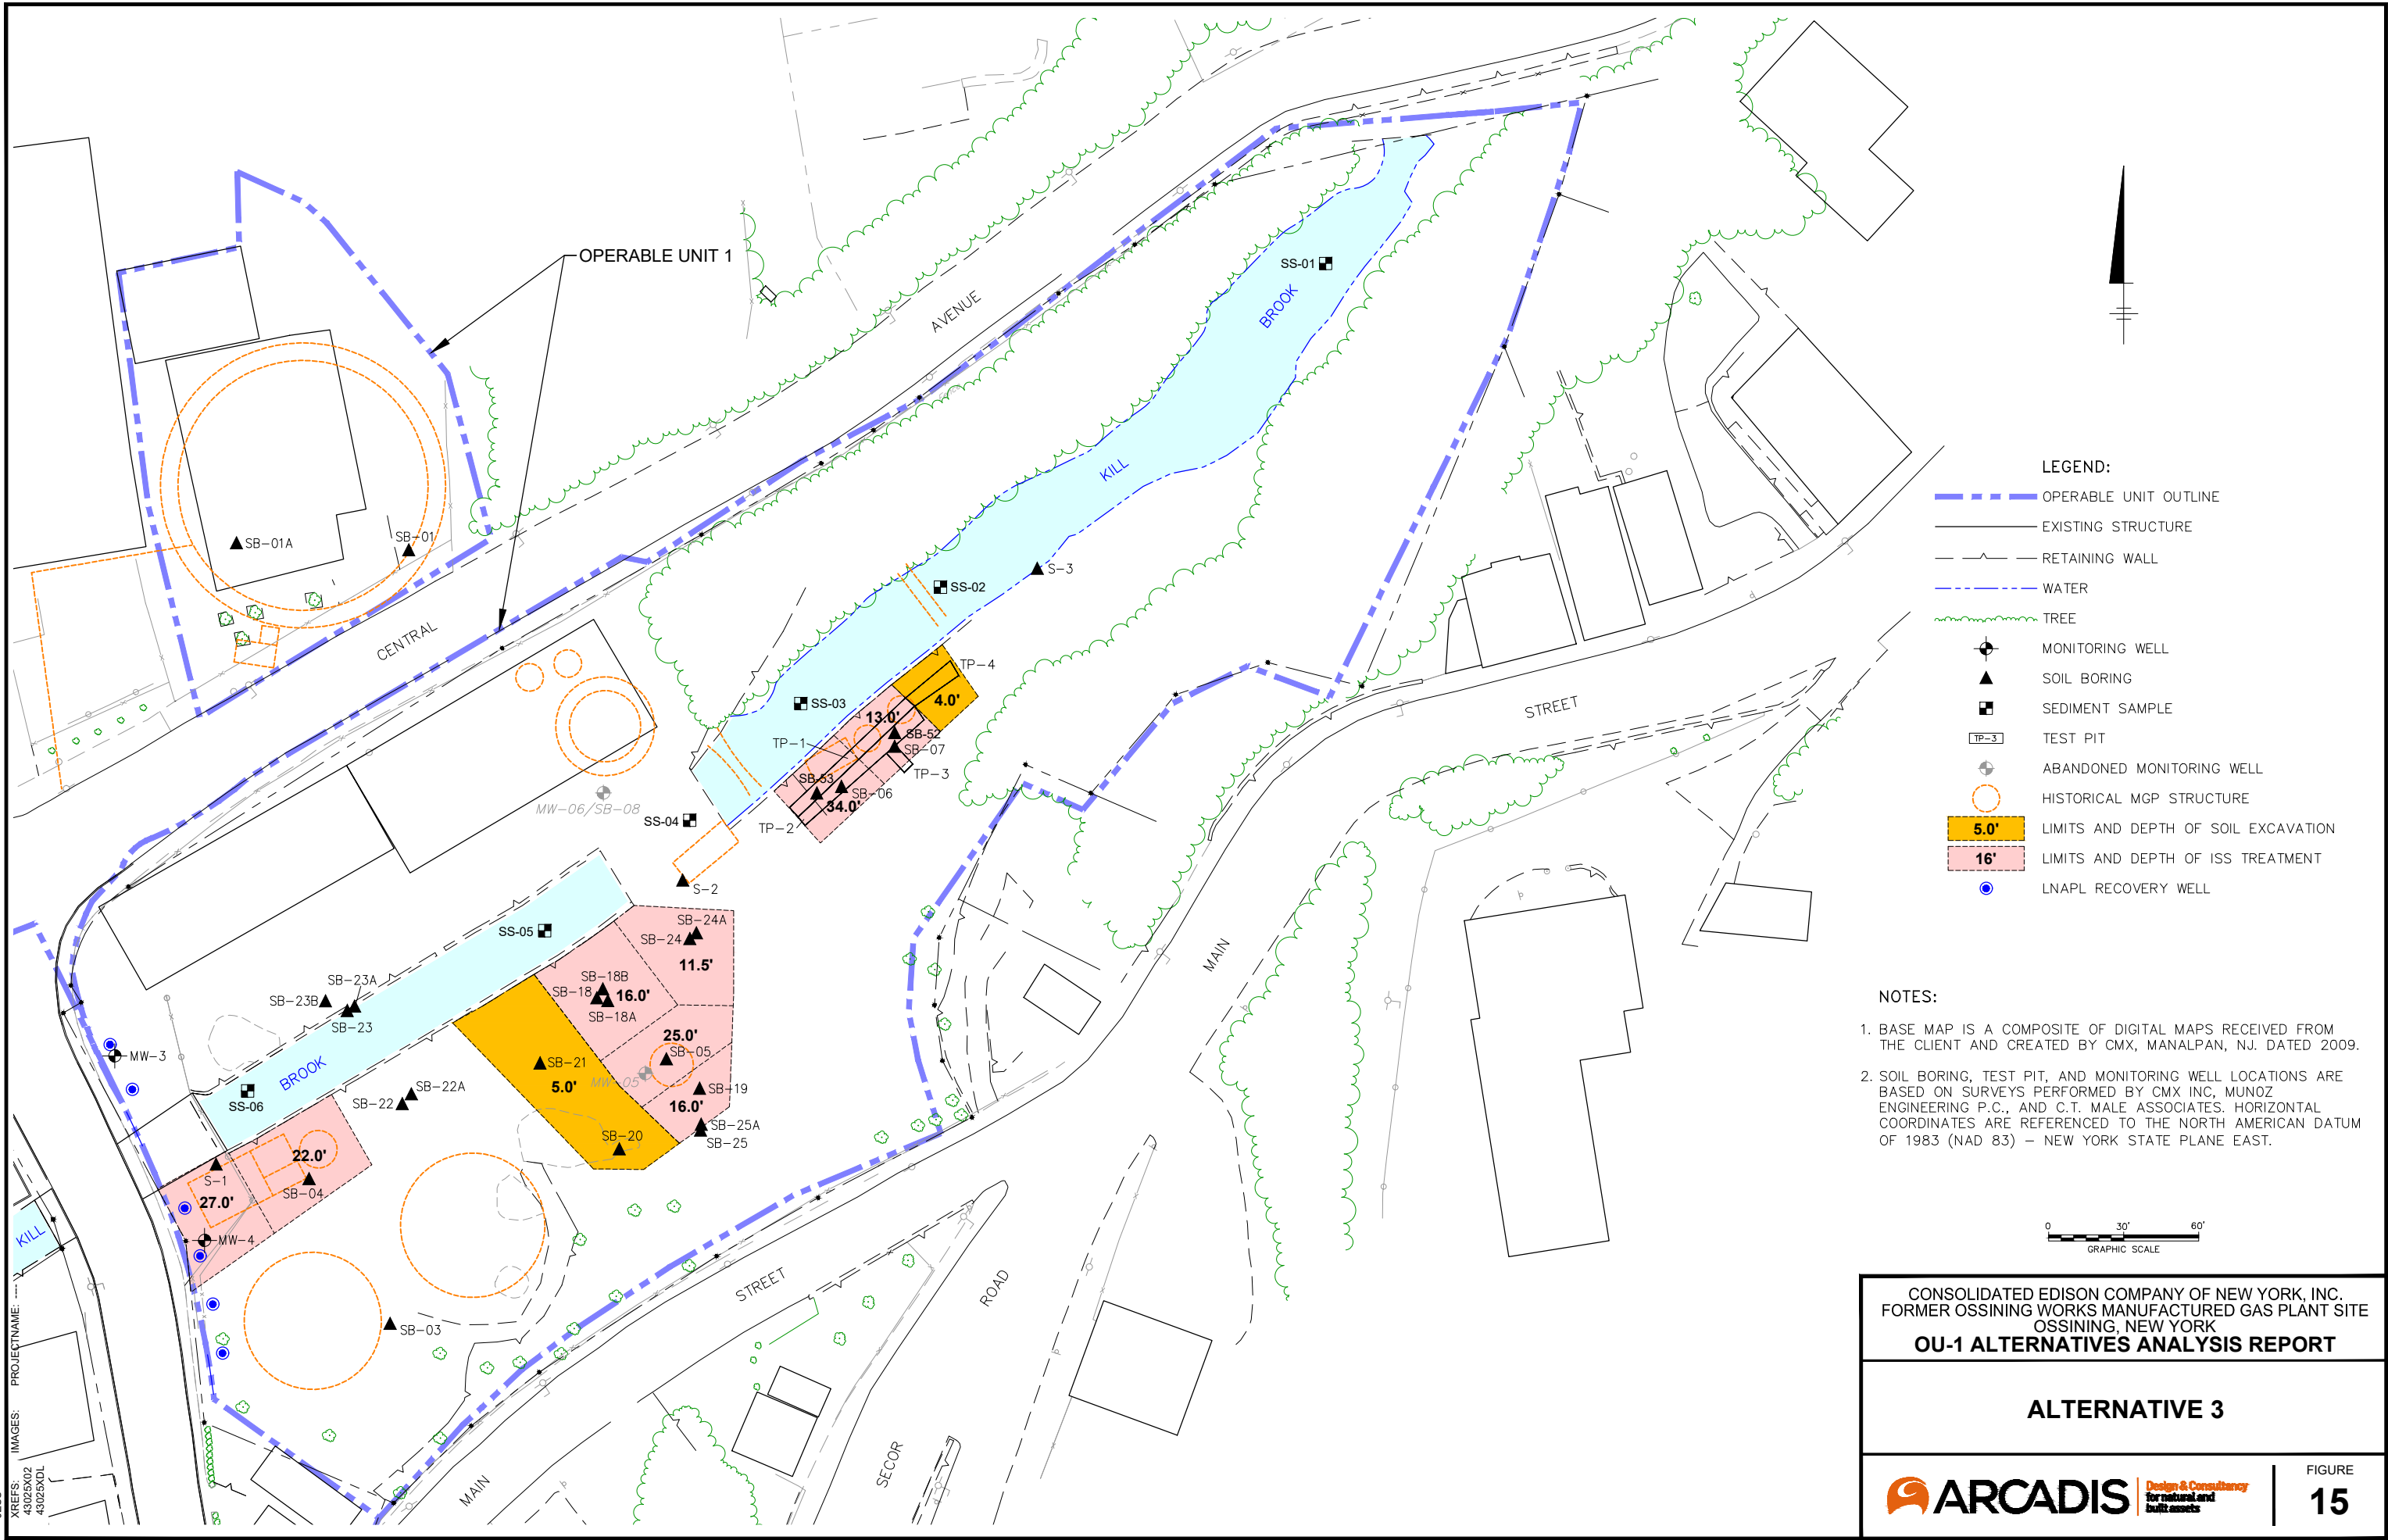 OPERABLE UNIT 1
AVENUE
CENTRAL
SS-01
BROOK
KILL
SB-01A
SB-01
SS-02
S-3
SS-03
TP-4
4.0'
13.0'
SB-52
SB-07
TP-1
TP-3
SB-53
SB-06
34.0'
TP-2
MW-06/SB-08
SS-04
S-2
SS-05
SB-24A
SB-24
11.5'
SB-18B
SB-18
16.0'
SB-18A
25.0'
SB-05
MW-05
SB-19
16.0'
SB-25A
SB-25
SB-21
5.0'
SB-20
SB-23A
SB-23B
SB-23
MW-3
BROOK
SS-06
SB-22A
SB-22
22.0'
S-1
SB-04
27.0'
MW-4
KILL
SB-03
STREET
MAIN
STREET
MAIN
SECOR
ROAD
LEGEND:
OPERABLE UNIT OUTLINE
EXISTING STRUCTURE
RETAINING WALL
WATER
TREE
MONITORING WELL
SOIL BORING
SEDIMENT SAMPLE
TP-3 TEST PIT
ABANDONED MONITORING WELL
HISTORICAL MGP STRUCTURE
5.0' LIMITS AND DEPTH OF SOIL EXCAVATION
16' LIMITS AND DEPTH OF ISS TREATMENT
LNAPL RECOVERY WELL
NOTES:
1. BASE MAP IS A COMPOSITE OF DIGITAL MAPS RECEIVED FROM
THE CLIENT AND CREATED BY CMX, MANALPAN, NJ. DATED 2009.
2. SOIL BORING, TEST PIT, AND MONITORING WELL LOCATIONS ARE
BASED ON SURVEYS PERFORMED BY CMX INC, MUNOZ
ENGINEERING P.C., AND C.T. MALE ASSOCIATES. HORIZONTAL
COORDINATES ARE REFERENCED TO THE NORTH AMERICAN DATUM
OF 1983 (NAD 83) – NEW YORK STATE PLANE EAST.
0 30' 60'
GRAPHIC SCALE
CONSOLIDATED EDISON COMPANY OF NEW YORK, INC.
FORMER OSSINING WORKS MANUFACTURED GAS PLANT SITE
OSSINING, NEW YORK
OU-1 ALTERNATIVES ANALYSIS REPORT
ALTERNATIVE 3
ARCADIS
Design & Consultancy
for natural and
built assets
FIGURE
15
XREFS:
43025X02
43025XDL
IMAGES:
PROJECTNAME: ----